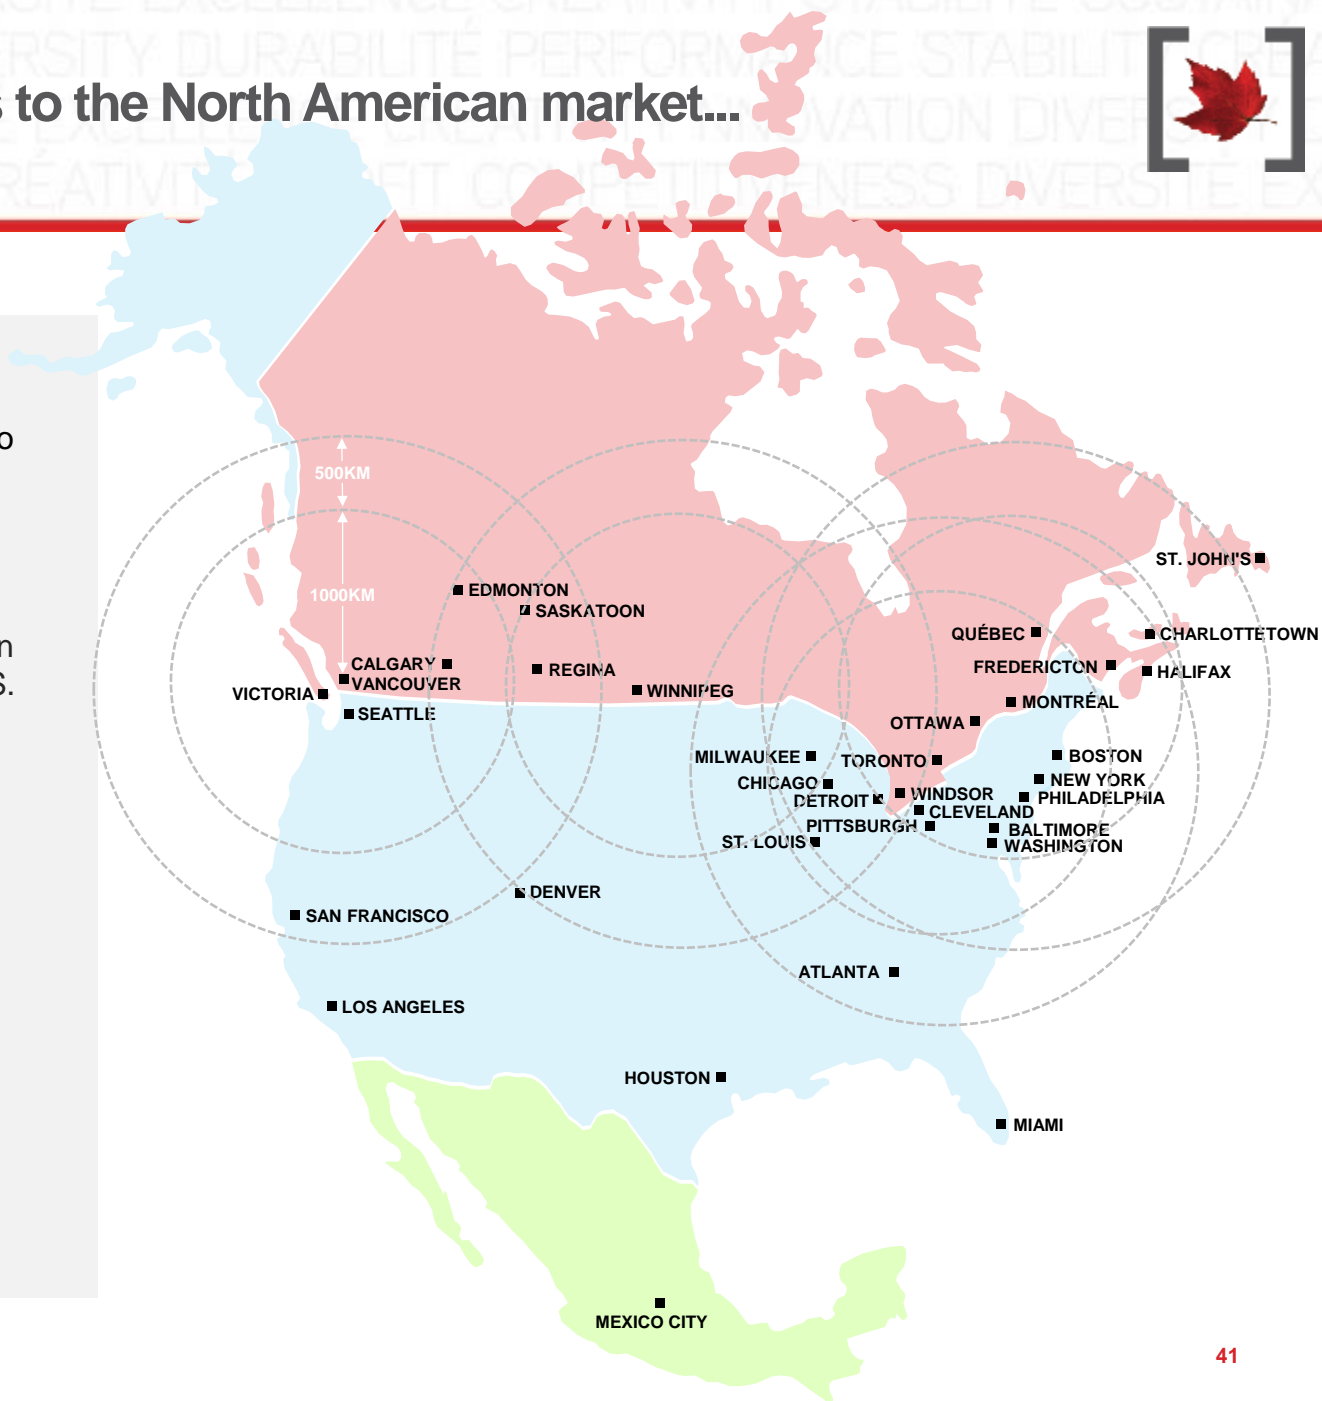 s to the North American market...
o
n
S.
500KM
1000KM
EDMONTON
SASKATOON
ST. JOHN'S
QUÉBEC
CHARLOTTETOWN
CALGARY
REGINA
FREDERICTON
HALIFAX
VANCOUVER
VICTORIA
WINNIPEG
MONTRÉAL
SEATTLE
OTTAWA
MILWAUKEE
TORONTO
BOSTON
CHICAGO
NEW YORK
DETROIT
WINDSOR
PHILADELPHIA
CLEVELAND
PITTSBURGH
BALTIMORE
ST. LOUIS
WASHINGTON
DENVER
SAN FRANCISCO
ATLANTA
LOS ANGELES
HOUSTON
MIAMI
MEXICO CITY
41